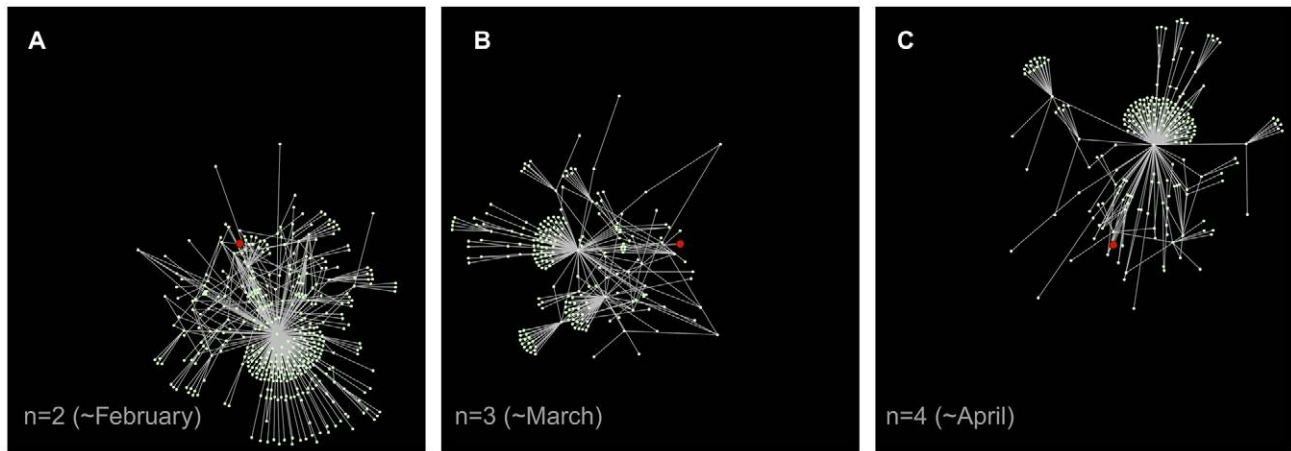 A
n=2 (~February)
B
n=3 (~March)
C
n=4 (~April)